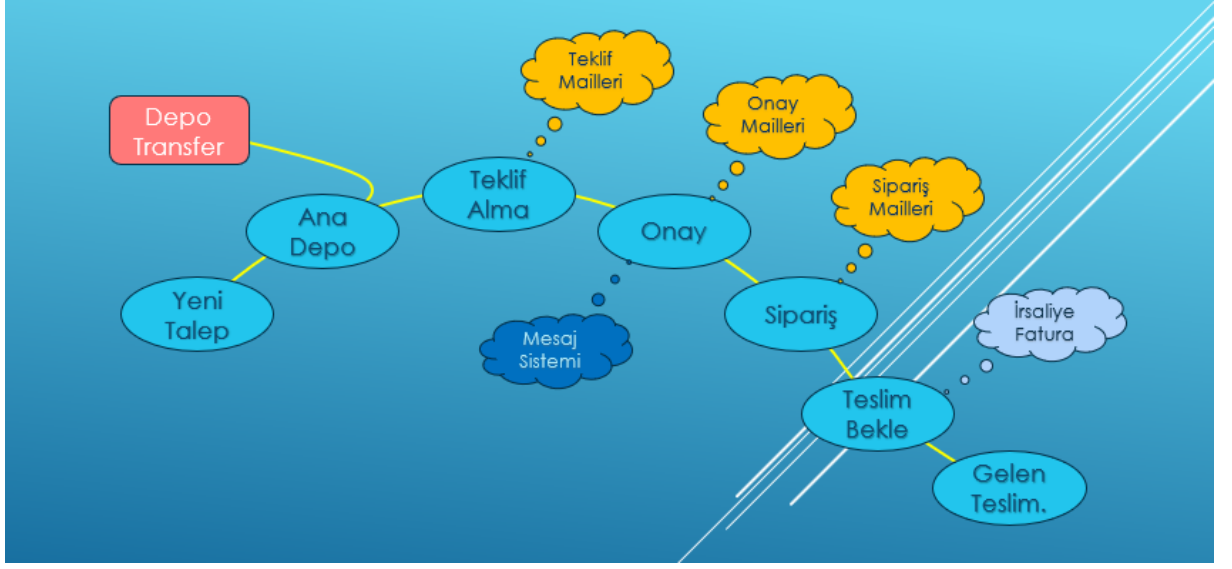 Teklif
Mailleri
Depo
Transfer
Onay
Mailleri
Teklif
Alma
Sipariş
Mailleri
Ana
Depo
Onay
Yeni
Talep
Sipariş
İrsaliye
Fatura
Mesaj
Sistemi
Teslim
Bekle
Gelen
Teslim.